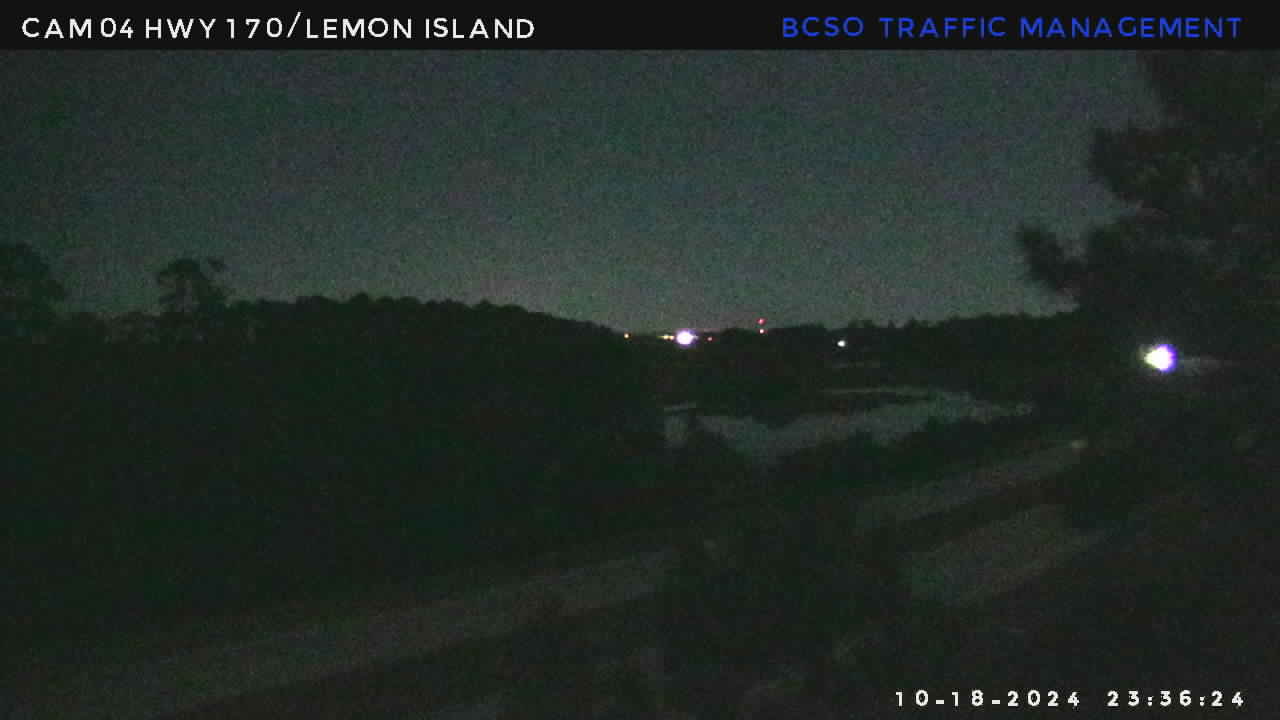 CAM04 HWY 170/LEMON ISLAND
BCSO TRAFFIC MANAGEMENT
10-18-2024 23:36:24